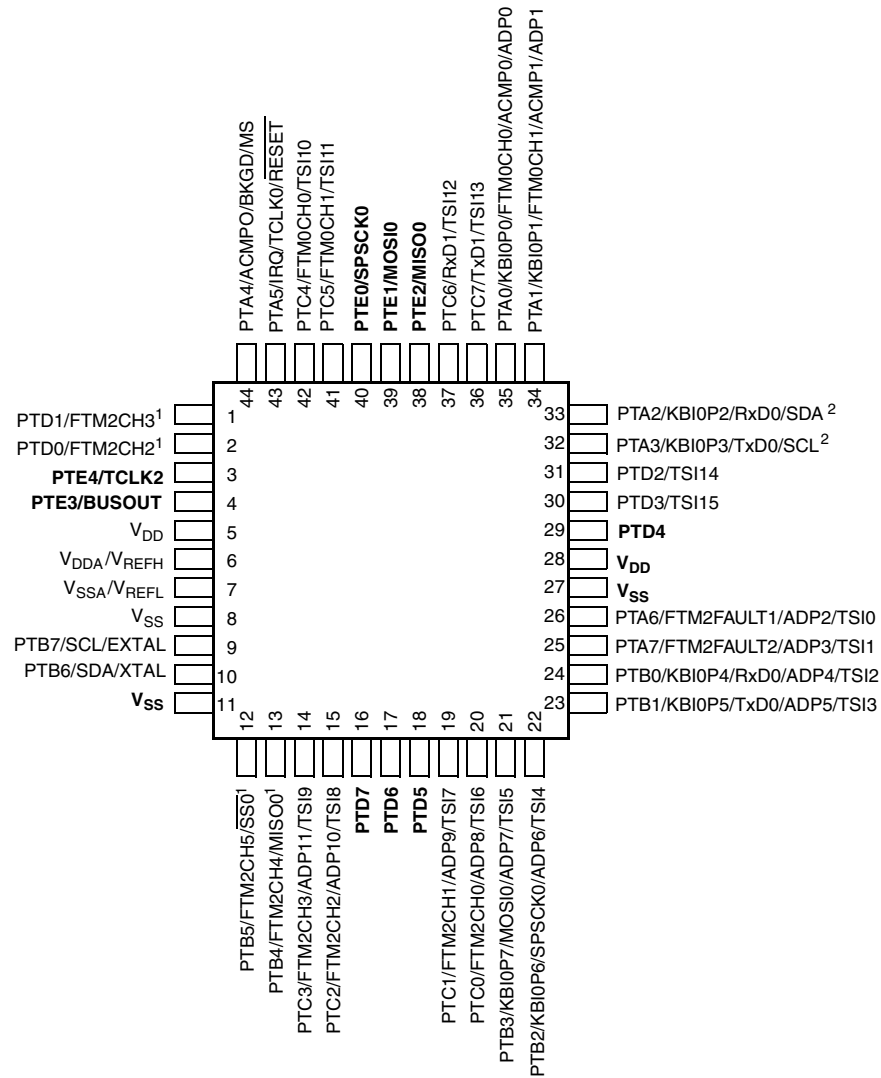 PTA4/ACMPO/BKGD/MS
PTA5/IRQ/TCLK0/RESET
PTC4/FTM0CH0/TSI10
PTC5/FTM0CH1/TSI11
PTE0/SPSCK0
PTE1/MOSI0
PTE2/MISO0
PTC6/RxD1/TSI12
PTC7/TxD1/TSI13
PTA0/KBI0P0/FTM0CH0/ACMP0/ADP0
PTA1/KBI0P1/FTM0CH1/ACMP1/ADP1
44
43
42
41
40
39
38
37
36
35
34
PTD1/FTM2CH3¹ 1
PTD0/FTM2CH2¹ 2
PTE4/TCLK2 3
PTE3/BUSOUT 4
VDD 5
VDDA/VREFH 6
VSSA/VREFL 7
VSS 8
PTB7/SCL/EXTAL 9
PTB6/SDA/XTAL 10
VSS 11
33 PTA2/KBI0P2/RxD0/SDA ²
32 PTA3/KBI0P3/TxD0/SCL²
31 PTD2/TSI14
30 PTD3/TSI15
29 PTD4
28 VDD
27 VSS
26 PTA6/FTM2FAULT1/ADP2/TSI0
25 PTA7/FTM2FAULT2/ADP3/TSI1
24 PTB0/KBI0P4/RxD0/ADP4/TSI2
23 PTB1/KBI0P5/TxD0/ADP5/TSI3
12
13
14
15
16
17
18
19
20
21
22
PTB5/FTM2CH5/SS0¹
PTB4/FTM2CH4/MISO0¹
PTC3/FTM2CH3/ADP11/TSI9
PTC2/FTM2CH2/ADP10/TSI8
PTD7
PTD6
PTD5
PTC1/FTM2CH1/ADP9/TSI7
PTC0/FTM2CH0/ADP8/TSI6
PTB3/KBI0P7/MOSI0/ADP7/TSI5
PTB2/KBI0P6/SPSCK0/ADP6/TSI4